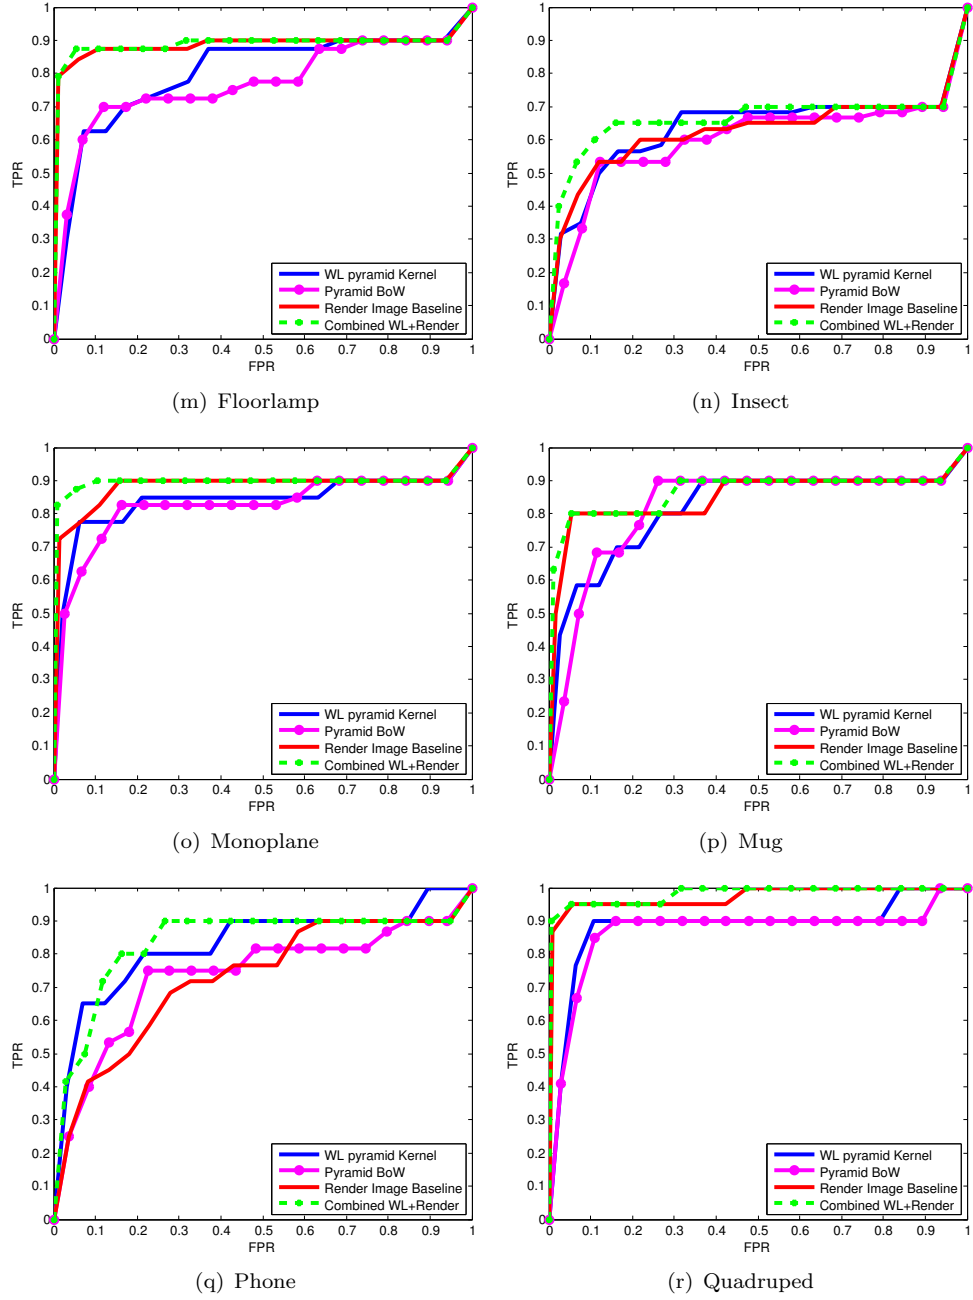 1
0.9
0.8
0.7
0.6
0.5
0.4
0.3
0.2
0.1
0
TPR
0 0.1 0.2 0.3 0.4 0.5 0.6 0.7 0.8 0.9 1
FPR
WL pyramid Kernel
Pyramid BoW
Render Image Baseline
Combined WL+Render
(m) Floorlamp
1
0.9
0.8
0.7
0.6
0.5
0.4
0.3
0.2
0.1
0
TPR
0 0.1 0.2 0.3 0.4 0.5 0.6 0.7 0.8 0.9 1
FPR
WL pyramid Kernel
Pyramid BoW
Render Image Baseline
Combined WL+Render
(n) Insect
1
0.9
0.8
0.7
0.6
0.5
0.4
0.3
0.2
0.1
0
TPR
0 0.1 0.2 0.3 0.4 0.5 0.6 0.7 0.8 0.9 1
FPR
WL pyramid Kernel
Pyramid BoW
Render Image Baseline
Combined WL+Render
(o) Monoplane
1
0.9
0.8
0.7
0.6
0.5
0.4
0.3
0.2
0.1
0
TPR
0 0.1 0.2 0.3 0.4 0.5 0.6 0.7 0.8 0.9 1
FPR
WL pyramid Kernel
Pyramid BoW
Render Image Baseline
Combined WL+Render
(p) Mug
1
0.9
0.8
0.7
0.6
0.5
0.4
0.3
0.2
0.1
0
TPR
0 0.1 0.2 0.3 0.4 0.5 0.6 0.7 0.8 0.9 1
FPR
WL pyramid Kernel
Pyramid BoW
Render Image Baseline
Combined WL+Render
(q) Phone
1
0.9
0.8
0.7
0.6
0.5
0.4
0.3
0.2
0.1
0
TPR
0 0.1 0.2 0.3 0.4 0.5 0.6 0.7 0.8 0.9 1
FPR
WL pyramid Kernel
Pyramid BoW
Render Image Baseline
Combined WL+Render
(r) Quadruped